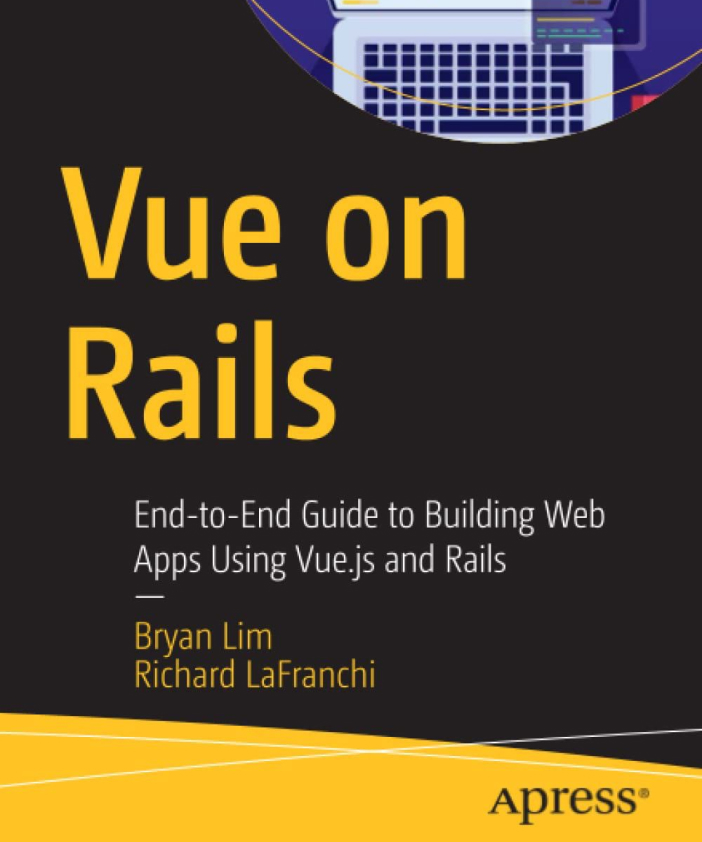 Vue on
Rails
End-to-End Guide to Building Web
Apps Using Vue.js and Rails
—
Bryan Lim
Richard LaFranchi
Apress®